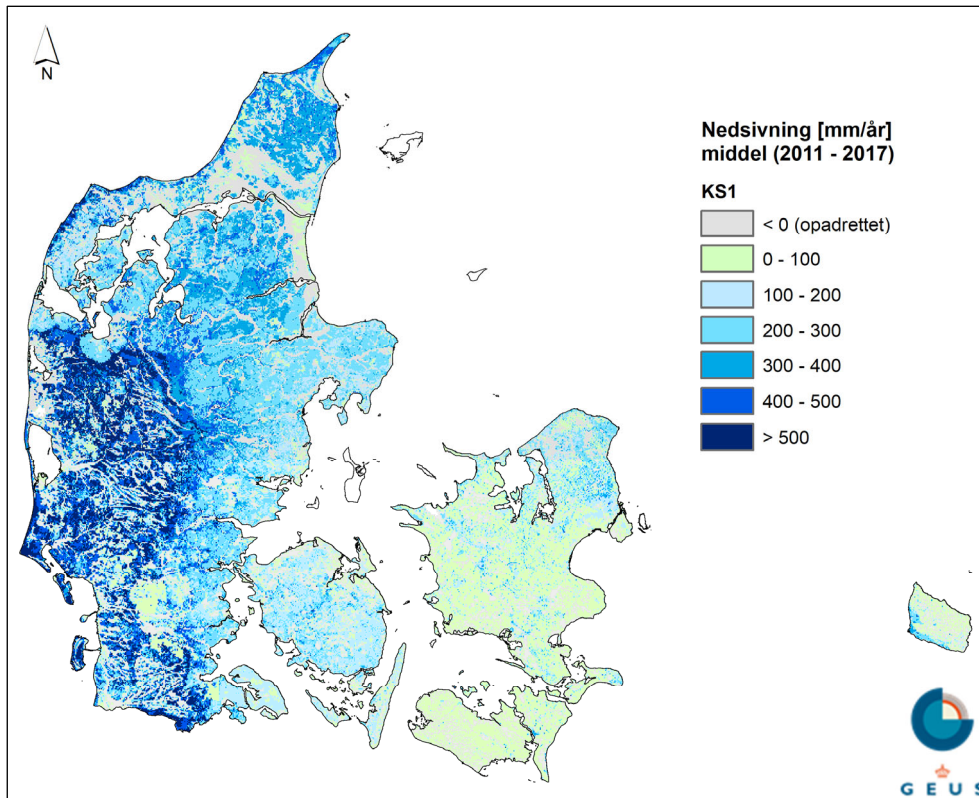 N
Nedsivning [mm/år]
middel (2011 - 2017)
KS1
< 0 (opadrettet)
0 - 100
100 - 200
200 - 300
300 - 400
400 - 500
> 500
G E U S